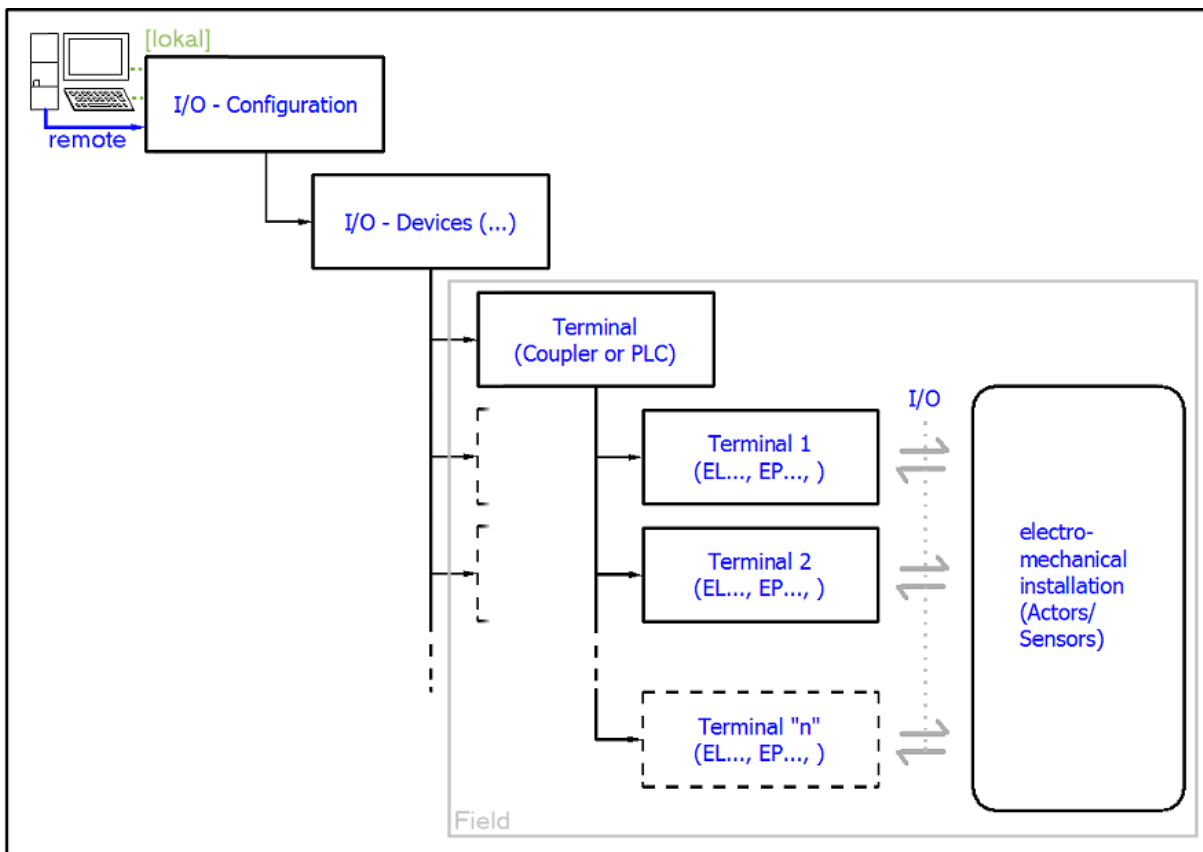 [lokal]
I/O - Configuration
remote
I/O - Devices (...)
Terminal
(Coupler or PLC)
I/O
Terminal 1
(EL..., EP..., )
Terminal 2
(EL..., EP..., )
electro-
mechanical
installation
(Actors/
Sensors)
Terminal "n"
(EL..., EP..., )
Field